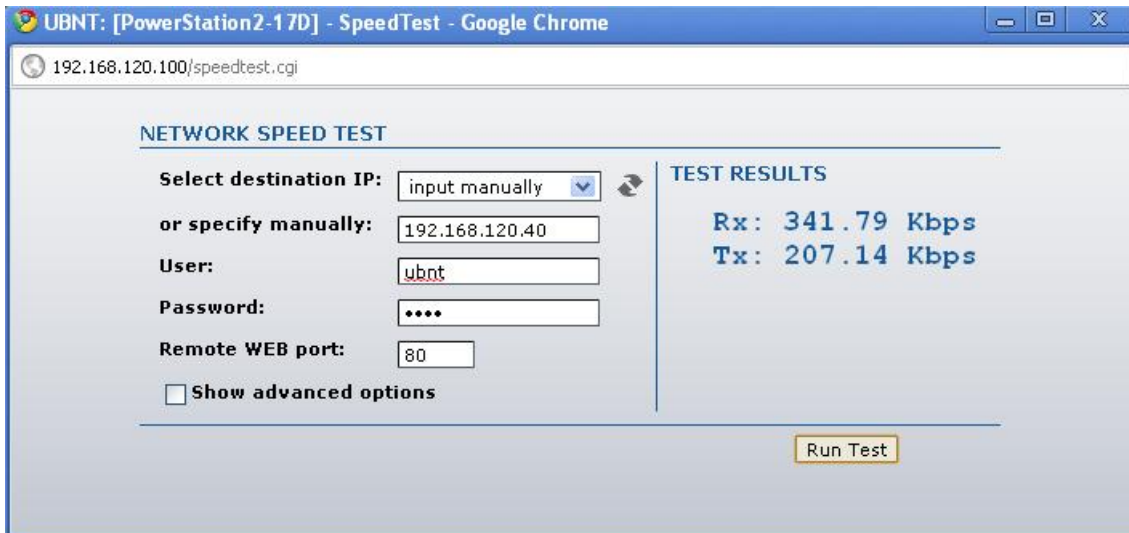 UBNT: [PowerStation2-17D] - SpeedTest - Google Chrome
192.168.120.100/speedtest.cgi
NETWORK SPEED TEST
Select destination IP: input manually
or specify manually: 192.168.120.40
User: ubnt
Password: ••••
Remote WEB port: 80
Show advanced options
TEST RESULTS
Rx: 341.79 Kbps
Tx: 207.14 Kbps
Run Test